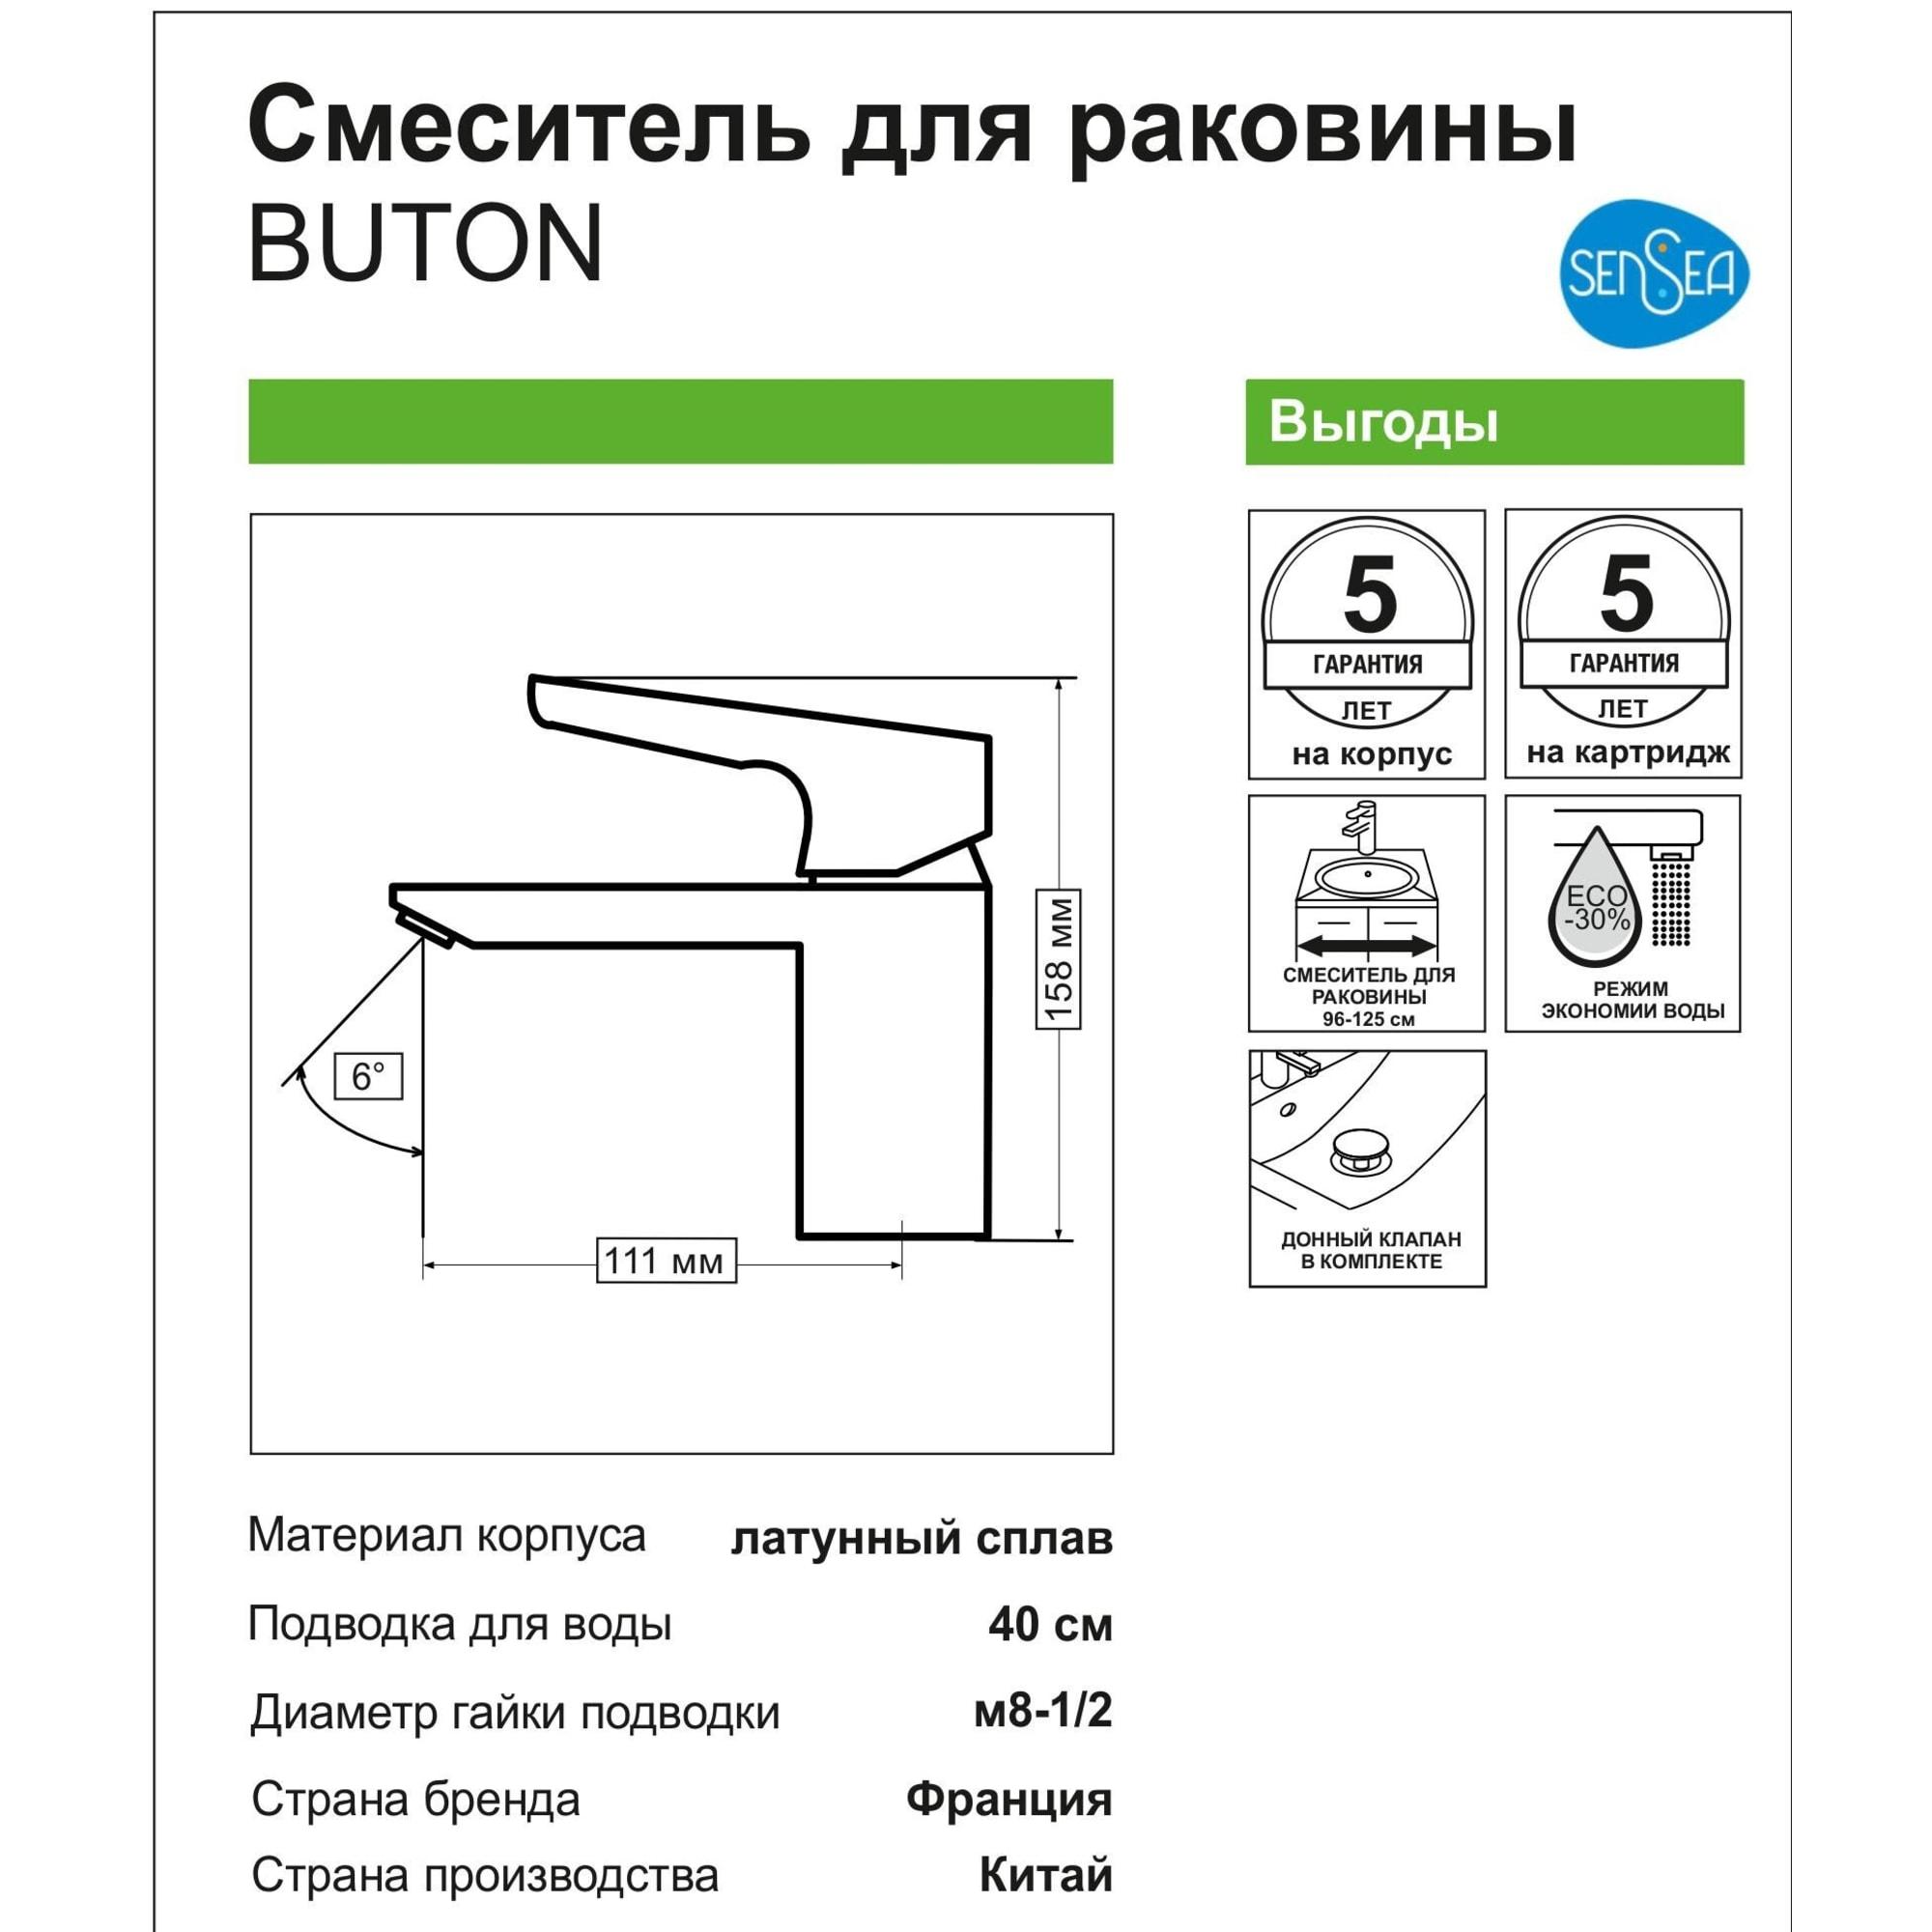 Смеситель для раковины
BUTON
SENSEA
Выгоды
5
ГАРАНТИЯ
ЛЕТ
на корпус
5
ГАРАНТИЯ
ЛЕТ
на картридж
СМЕСИТЕЛЬ ДЛЯ
РАКОВИНЫ
96-125 см
ECO
-30%
РЕЖИМ
ЭКОНОМИИ ВОДЫ
ДОННЫЙ КЛАПАН
В КОМПЛЕКТЕ
158 мм
6°
111 мм
Материал корпуса латунный сплав
Подводка для воды 40 см
Диаметр гайки подводки м8-1/2
Страна бренда Франция
Страна производства Китай